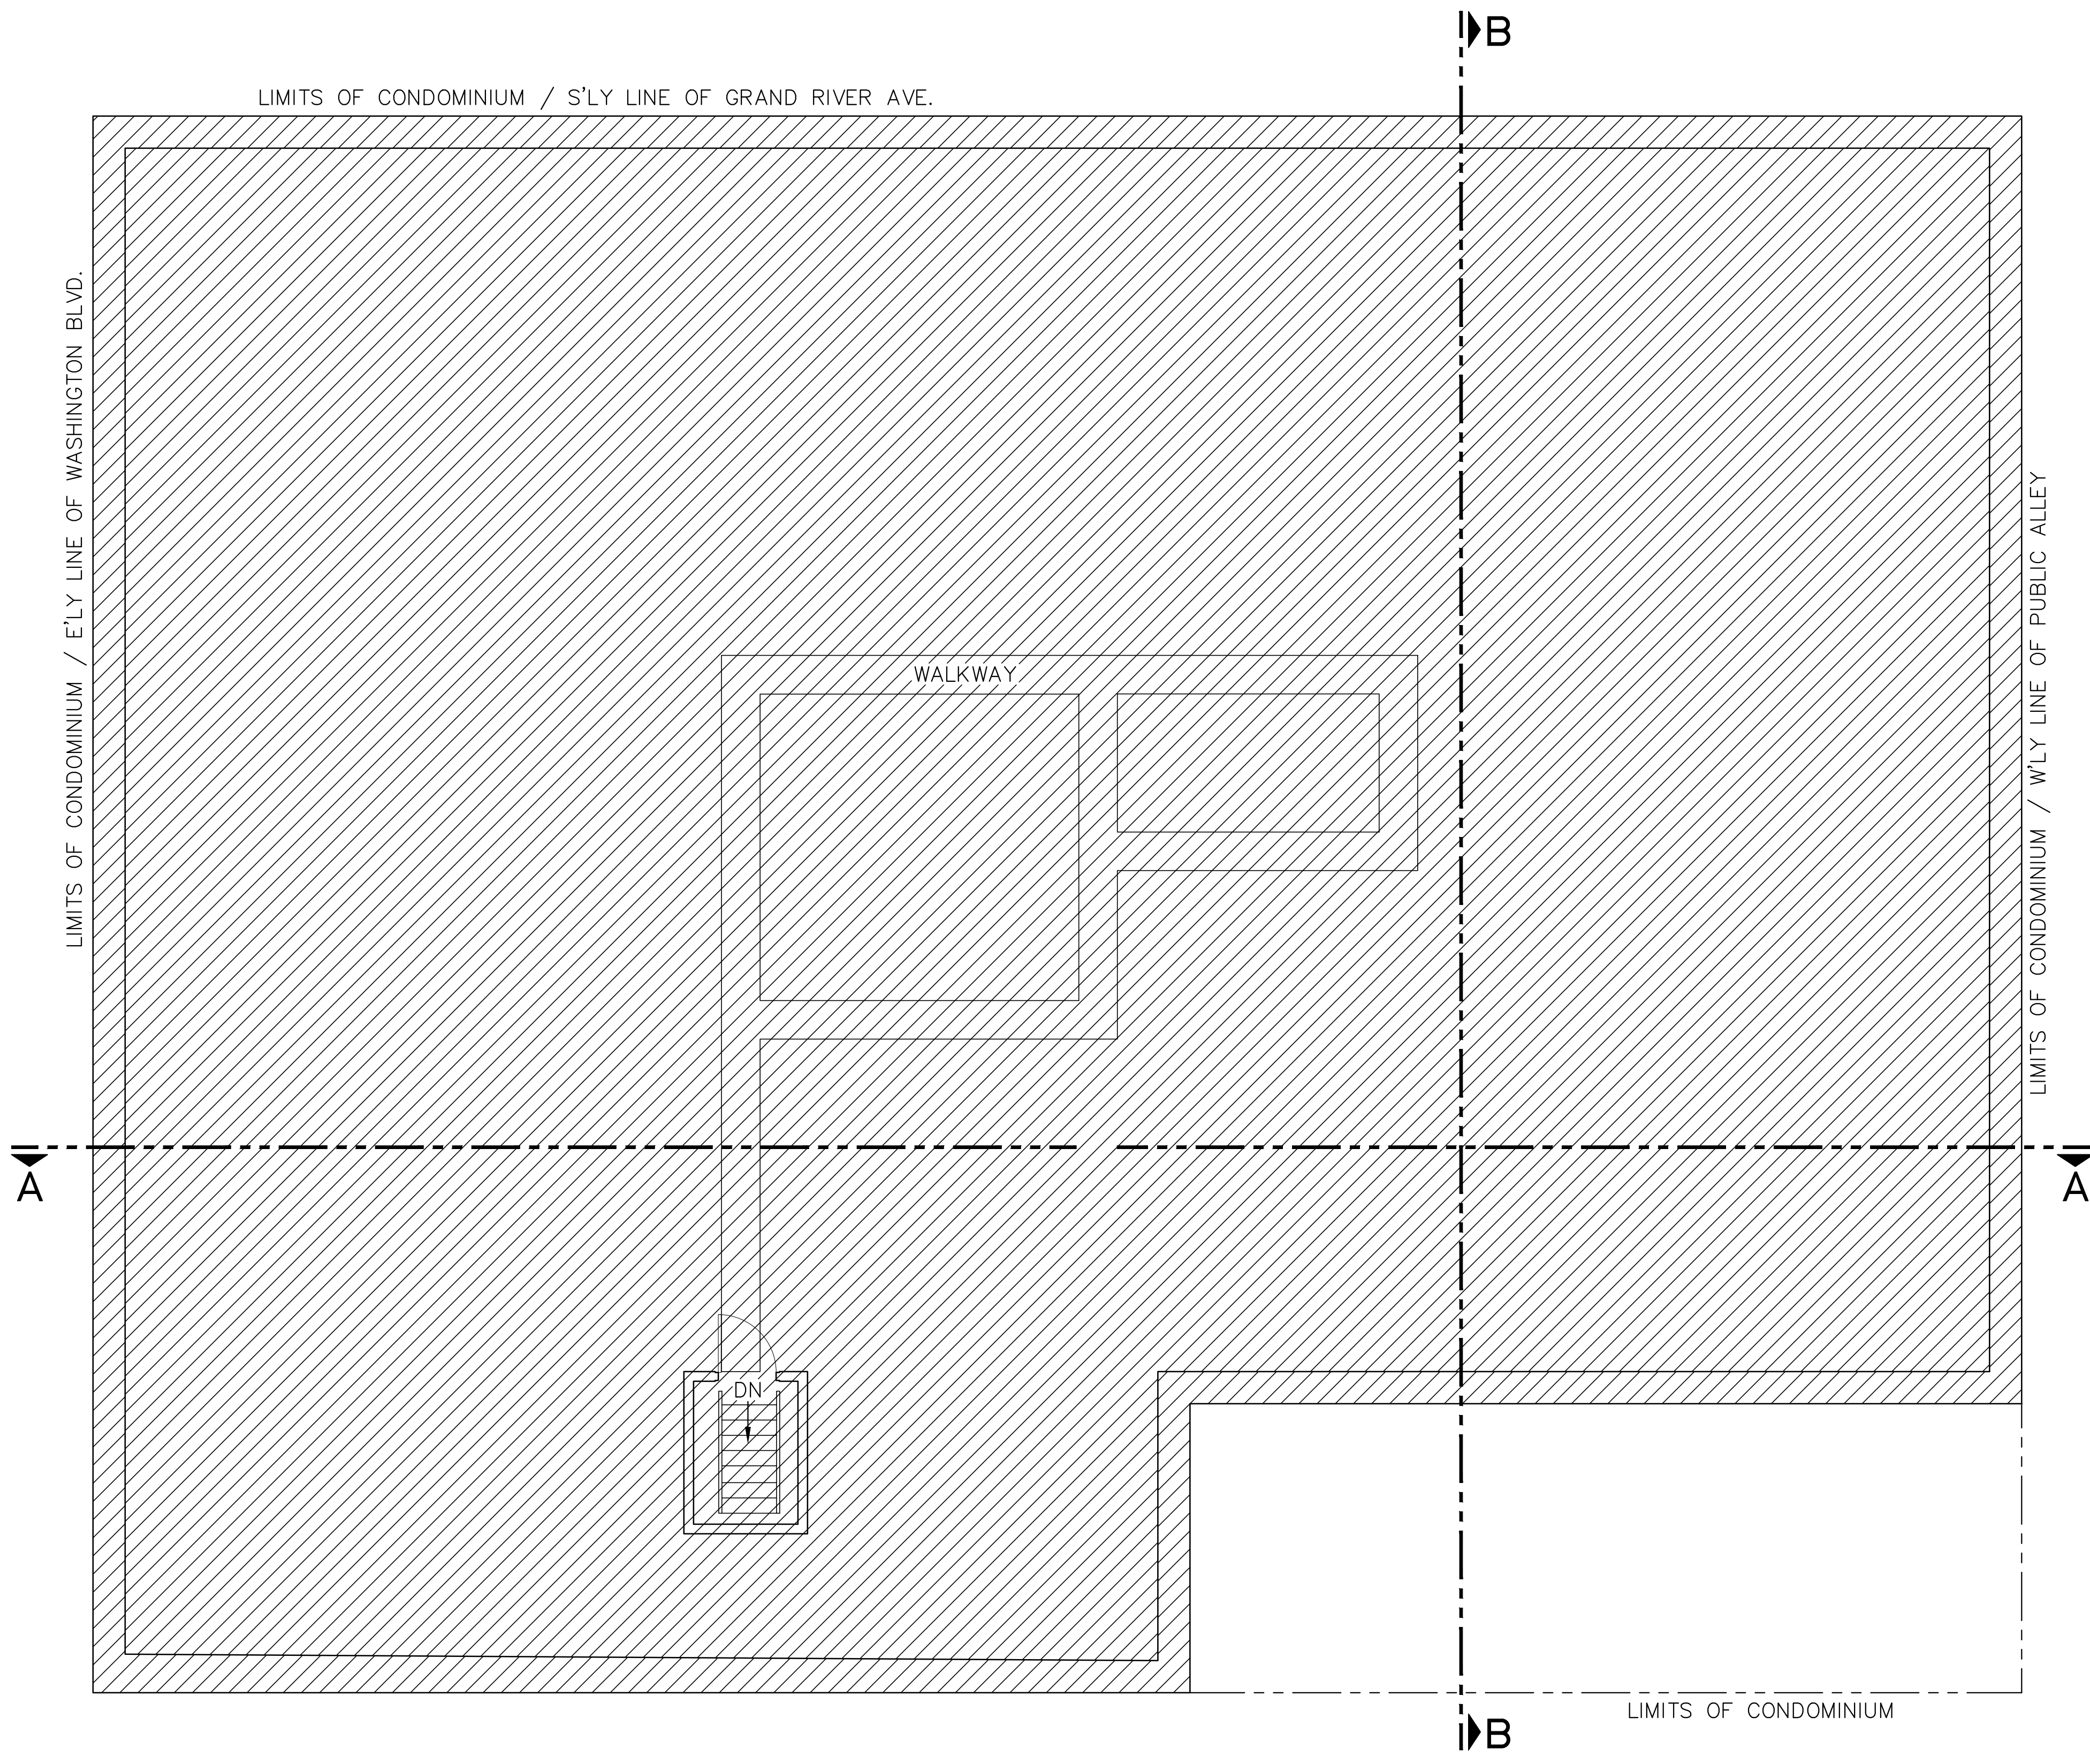 B
LIMITS OF CONDOMINIUM / S'LY LINE OF GRAND RIVER AVE.
LIMITS OF CONDOMINIUM / E'LY LINE OF WASHINGTON BLVD.
LIMITS OF CONDOMINIUM / W'LY LINE OF PUBLIC ALLEY
WALKWAY
A
A
DN
LIMITS OF CONDOMINIUM
B